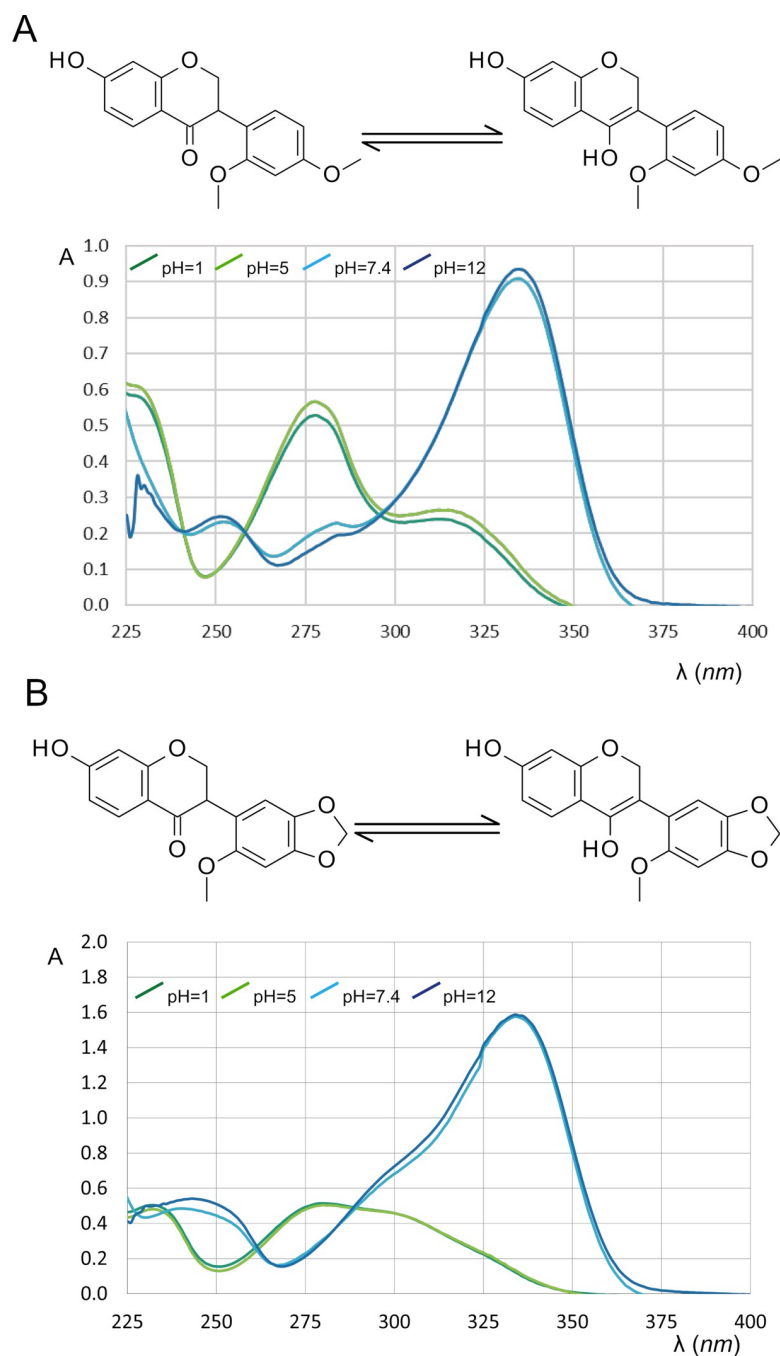 A
HO O O O O
HO O HO O O
A
1.0
0.9
0.8
0.7
0.6
0.5
0.4
0.3
0.2
0.1
0.0
pH=1 pH=5 pH=7.4 pH=12
225 250 275 300 325 350 375 400
λ (nm)
B
HO O O O O O
HO O HO O O O
A
2.0
1.8
1.6
1.4
1.2
1.0
0.8
0.6
0.4
0.2
0.0
pH=1 pH=5 pH=7.4 pH=12
225 250 275 300 325 350 375 400
λ (nm)